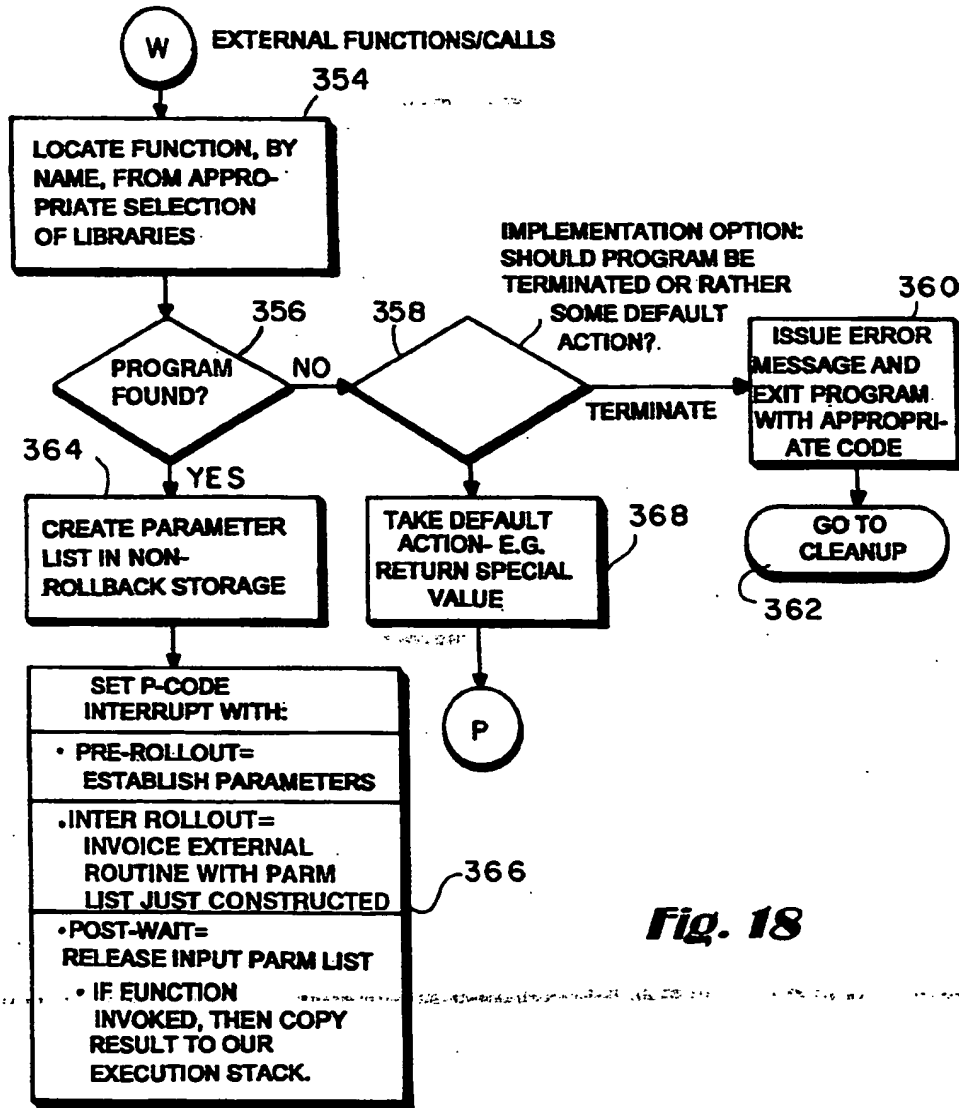 W
EXTERNAL FUNCTIONS/CALLS
354
LOCATE FUNCTION, BY
NAME, FROM APPRO-
PRIATE SELECTION
OF LIBRARIES
IMPLEMENTATION OPTION:
SHOULD PROGRAM BE
TERMINATED OR RATHER
SOME DEFAULT
ACTION?
356
358
360
PROGRAM
FOUND?
NO
TERMINATE
ISSUE ERROR
MESSAGE AND
EXIT PROGRAM
WITH APPROPRI-
ATE CODE
364
YES
CREATE PARAMETER
LIST IN NON-
ROLLBACK STORAGE
TAKE DEFAULT
ACTION- E.G.
RETURN SPECIAL
VALUE
368
GO TO
CLEANUP
362
P
SET P-CODE
INTERRUPT WITH:
• PRE-ROLLOUT=
ESTABLISH PARAMETERS
•INTER ROLLOUT=
INVOICE EXTERNAL
ROUTINE WITH PARM
LIST JUST CONSTRUCTED
366
•POST-WAIT=
RELEASE INPUT PARM LIST
• IF EUNCTION
INVOKED, THEN COPY
RESULT TO OUR
EXECUTION STACK.
Fig. 18